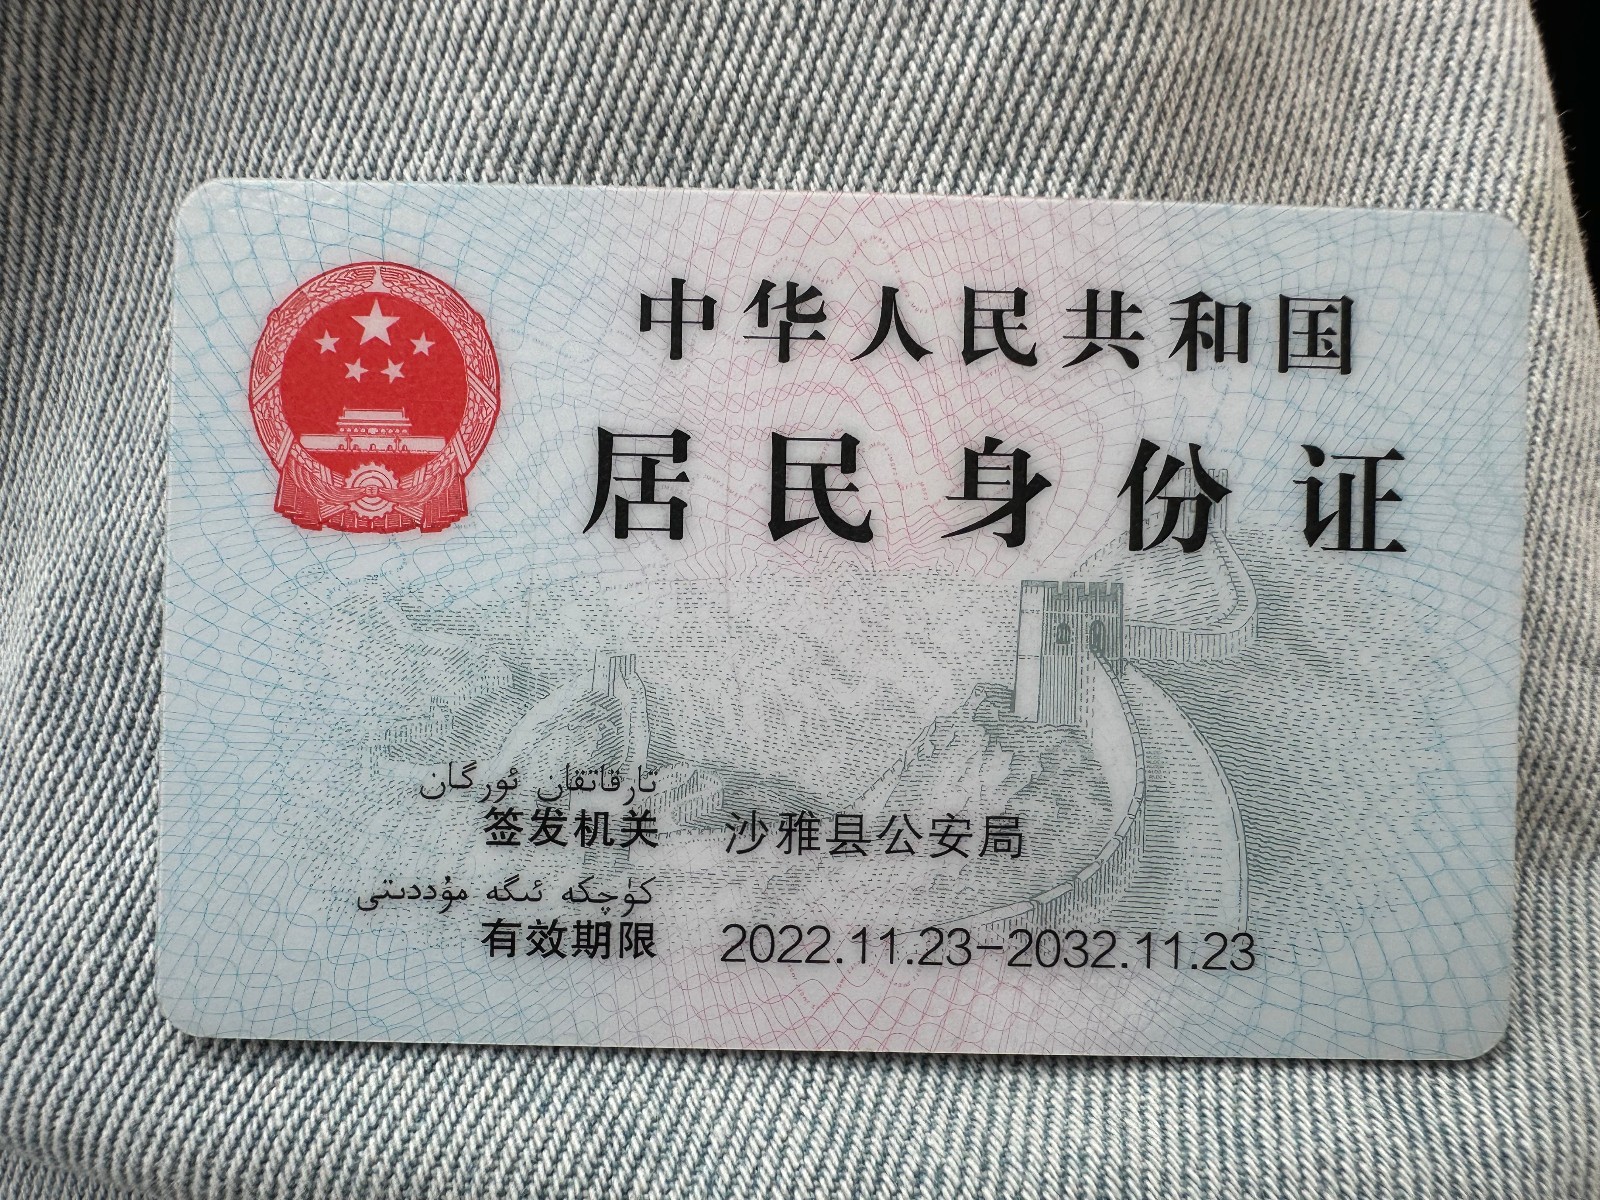 中华人民共和国
居民身份证
تارقاتقان ئورگان
签发机关 沙雅县公安局
كۈچكە ئىگە مۇددىتى
有效期限 2022.11.23-2032.11.23